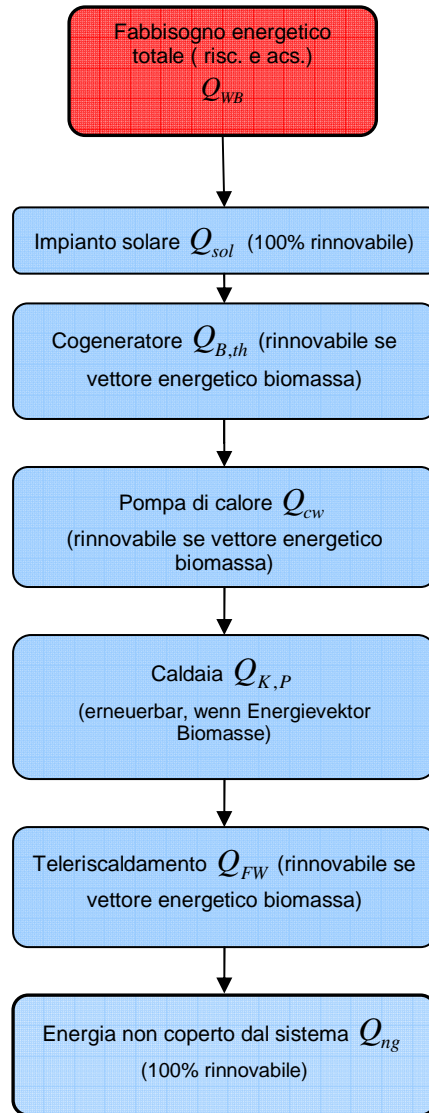 Fabbisogno energetico
totale ( risc. e acs.)
Q_WB
Impianto solare Q_sol (100% rinnovabile)
Cogeneratore Q_B,th (rinnovabile se
vettore energetico biomassa)
Pompa di calore Q_cw
(rinnovabile se vettore energetico
biomassa)
Caldaia Q_K,P
(erneuerbar, wenn Energievektor
Biomasse)
Teleriscaldamento Q_FW (rinnovabile se
vettore energetico biomassa)
Energia non coperto dal sistema Q_ng
(100% rinnovabile)